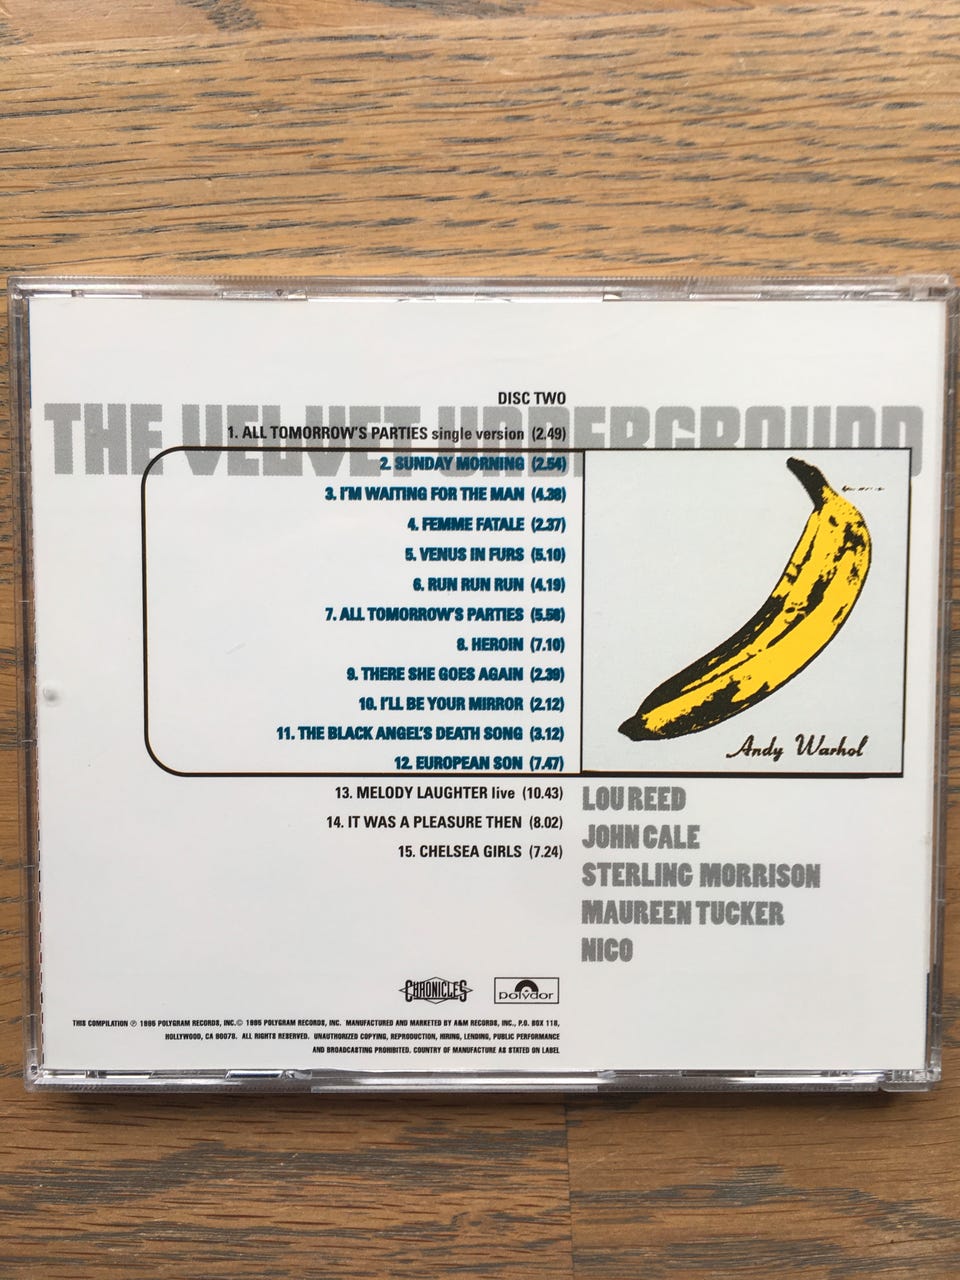 DISC TWO
THE VELVET UNDERGROUND
1. ALL TOMORROW'S PARTIES single version (2.49)
2. SUNDAY MORNING (2.54)
3. I'M WAITING FOR THE MAN (4.38)
4. FEMME FATALE (2.37)
5. VENUS IN FURS (5.10)
6. RUN RUN RUN (4.19)
7. ALL TOMORROW'S PARTIES (5.58)
8. HEROIN (7.10)
9. THERE SHE GOES AGAIN (2.39)
10. I'LL BE YOUR MIRROR (2.12)
11. THE BLACK ANGEL'S DEATH SONG (3.12)
12. EUROPEAN SON (7.47)
Andy Warhol
13. MELODY LAUGHTER live (10.43)
14. IT WAS A PLEASURE THEN (8.02)
15. CHELSEA GIRLS (7.24)
LOU REED
JOHN CALE
STERLING MORRISON
MAUREEN TUCKER
NICO
CHRONICLES
polydor
THIS COMPILATION ℗ 1995 POLYGRAM RECORDS, INC.© 1995 POLYGRAM RECORDS, INC. MANUFACTURED AND MARKETED BY A&M RECORDS, INC., P.O. BOX 118,
HOLLYWOOD, CA 90078. ALL RIGHTS RESERVED. UNAUTHORIZED COPYING, REPRODUCTION, HIRING, LENDING, PUBLIC PERFORMANCE
AND BROADCASTING PROHIBITED. COUNTRY OF MANUFACTURE AS STATED ON LABEL